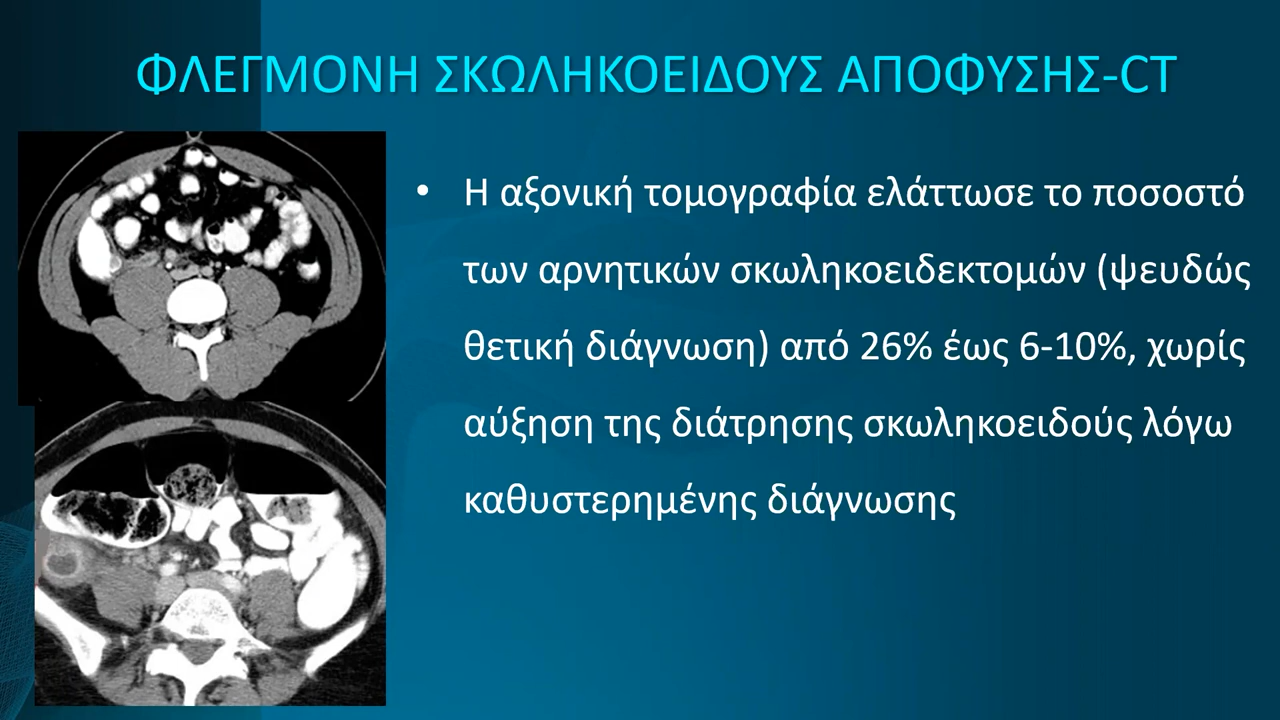 ΦΛΕΓΜΟΝΗ ΣΚΩΛΗΚΟΕΙΔΟΥΣ ΑΠΟΦΥΣΗΣ-CT
• Η αξονική τομογραφία ελάττωσε το ποσοστό
των αρνητικών σκωληκοειδεκτομών (ψευδώς
θετική διάγνωση) από 26% έως 6-10%, χωρίς
αύξηση της διάτρησης σκωληκοειδούς λόγω
καθυστερημένης διάγνωσης